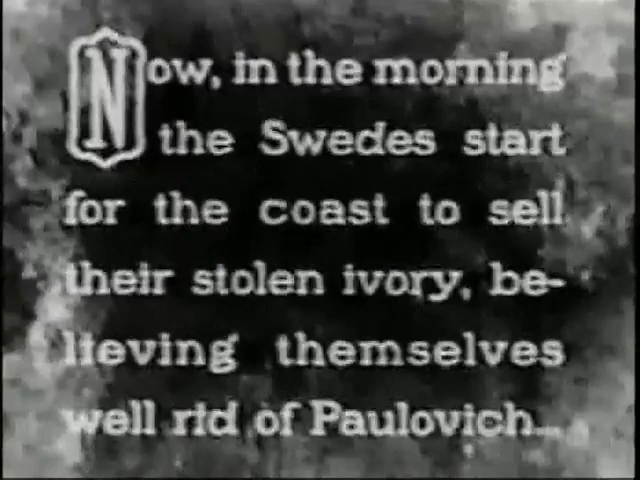 Now, in the morning
the Swedes start
for the coast to sell
their stolen ivory, be-
lieving themselves
well rid of Paulovich...